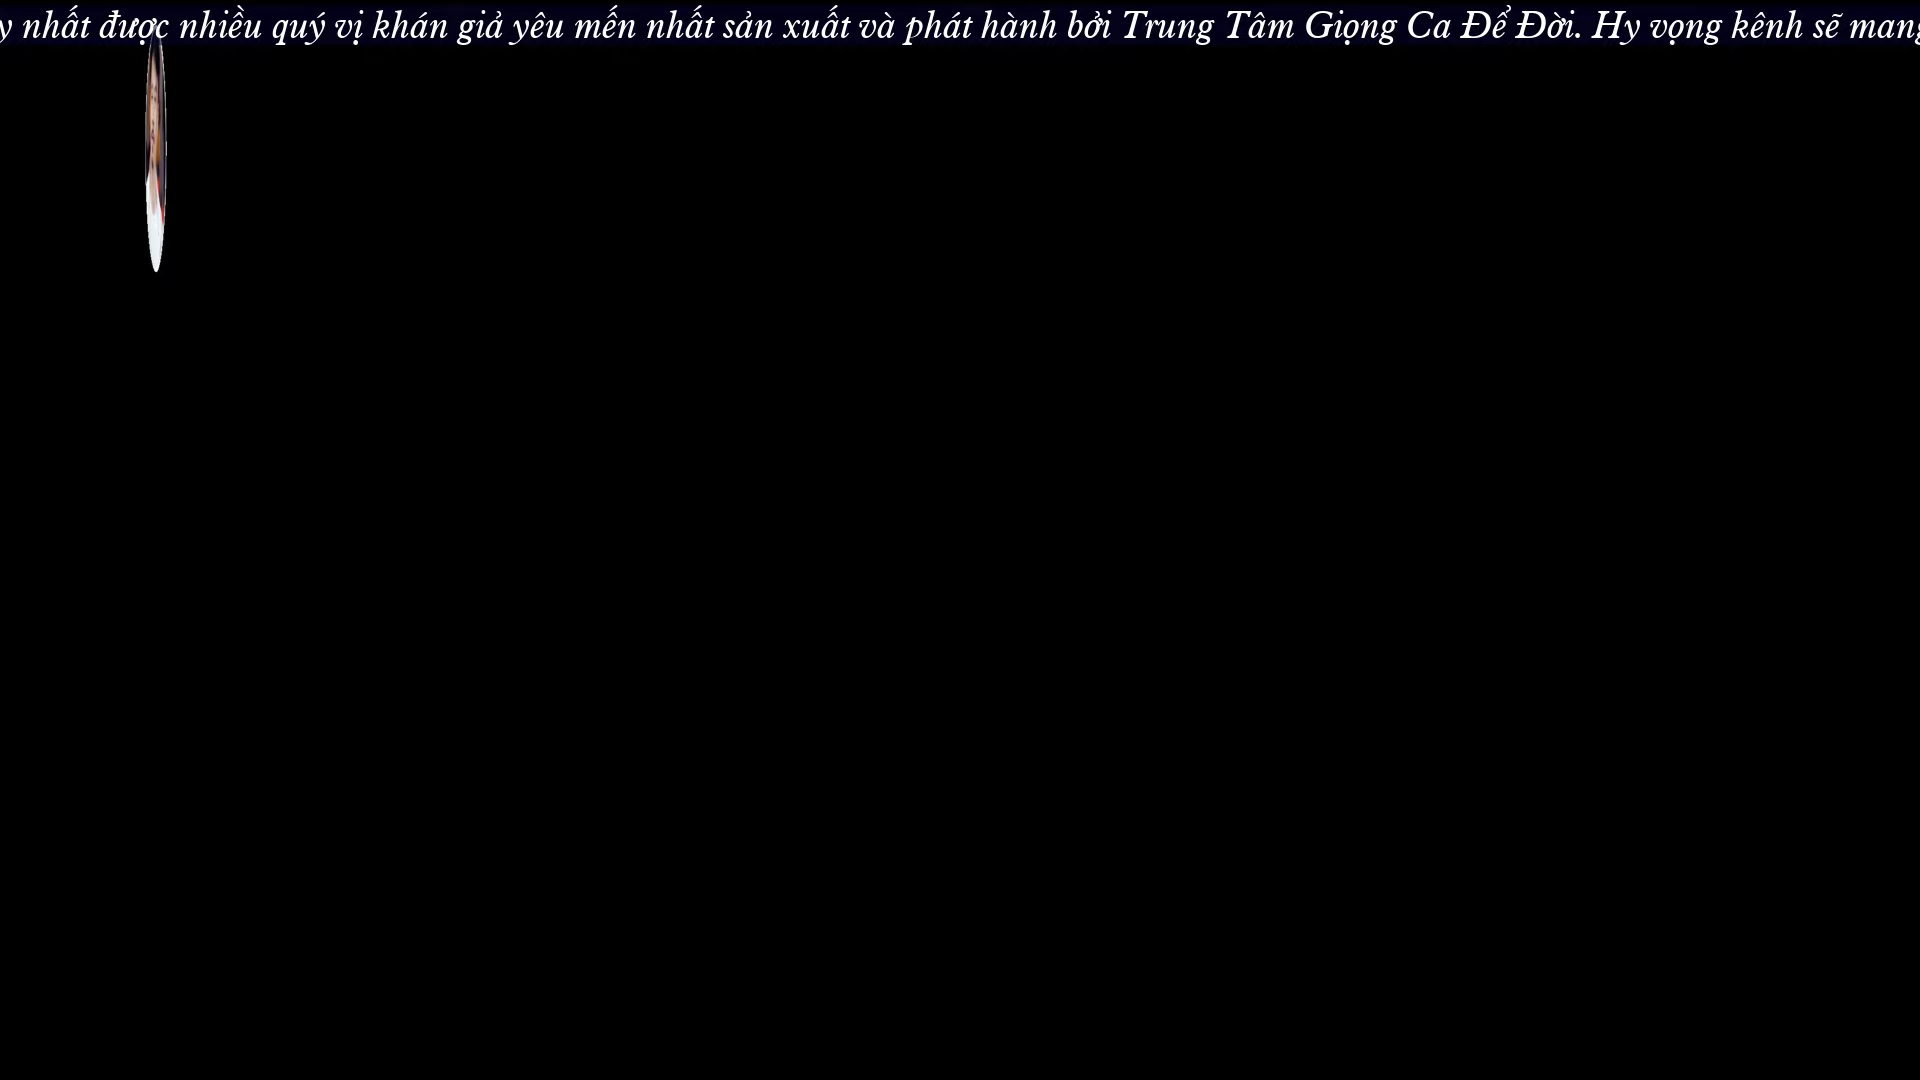 y nhất được nhiều quý vị khán giả yêu mến nhất sản xuất và phát hành bởi Trung Tâm Giọng Ca Để Đời. Hy vọng kênh sẽ mang